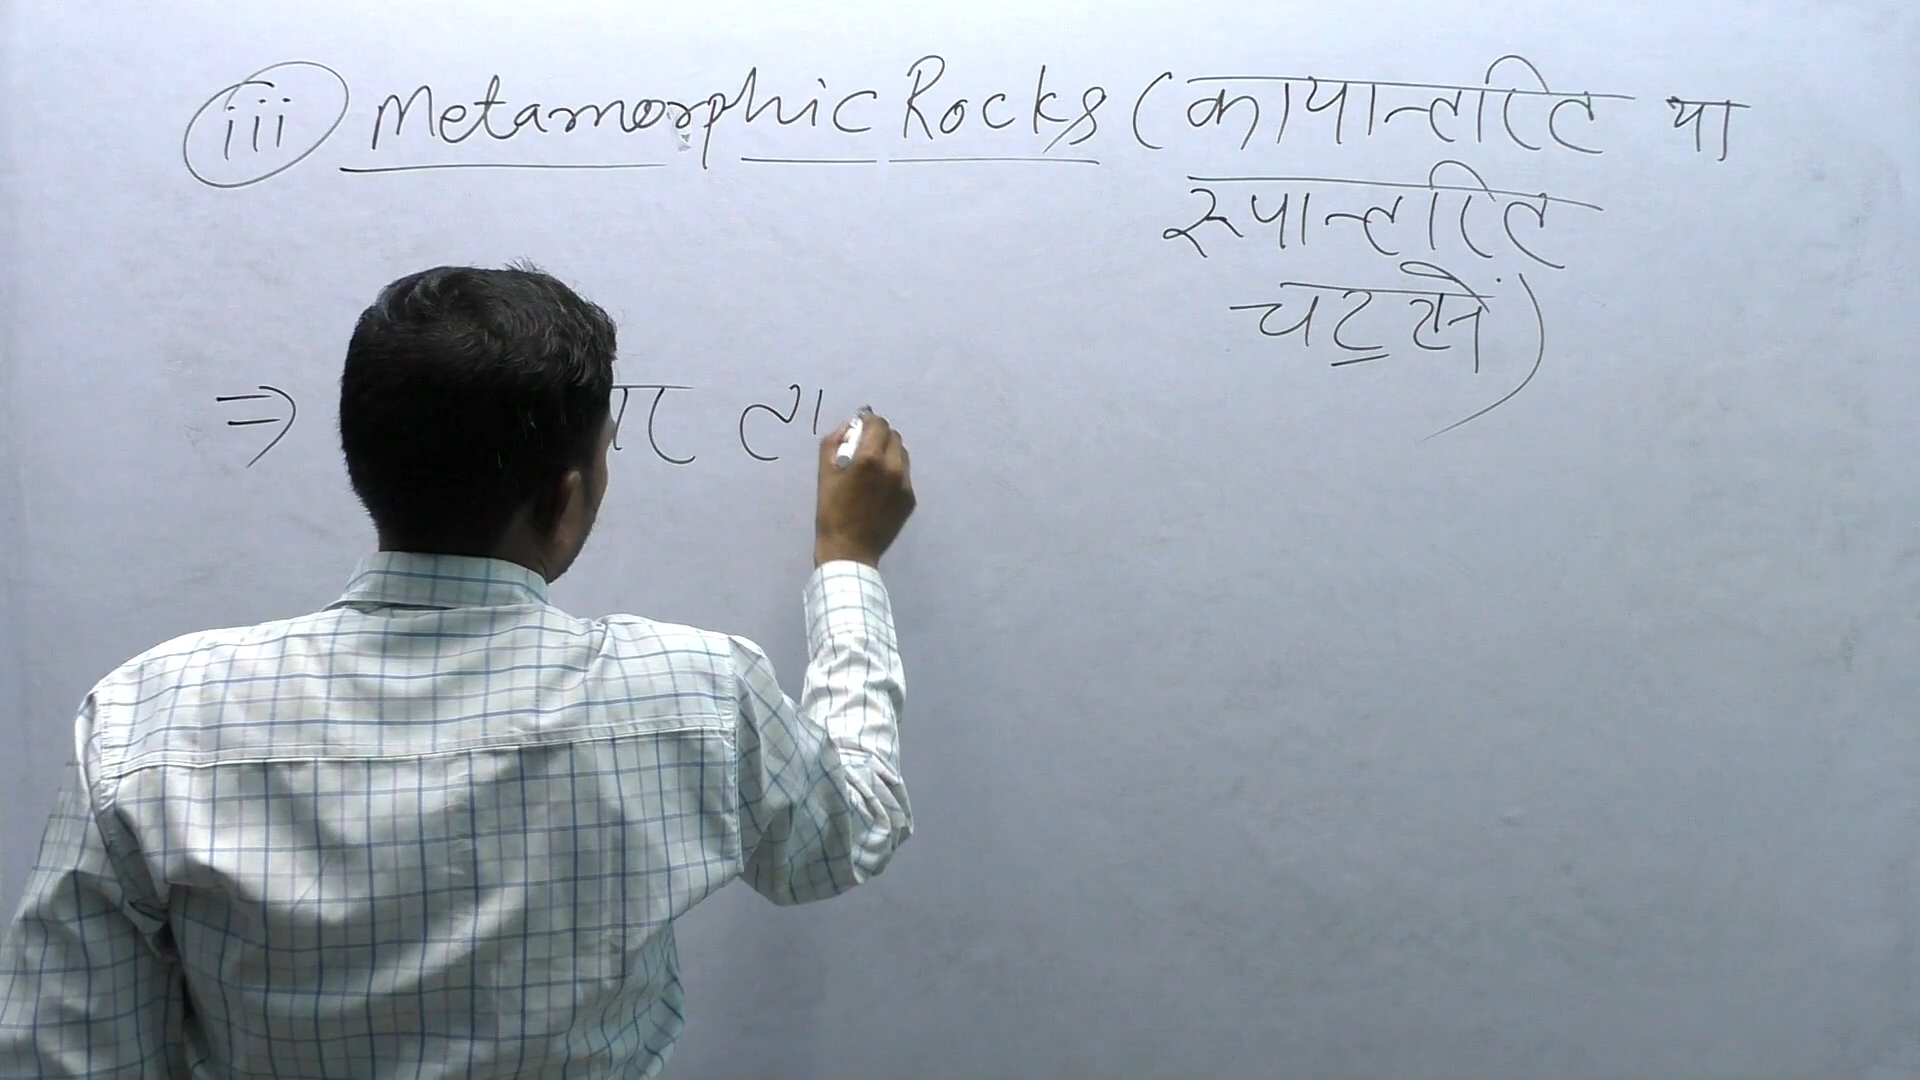 iii Metamorphic Rocks (कायान्तरित या
रूपान्तरित
चट्टानें)
⇒